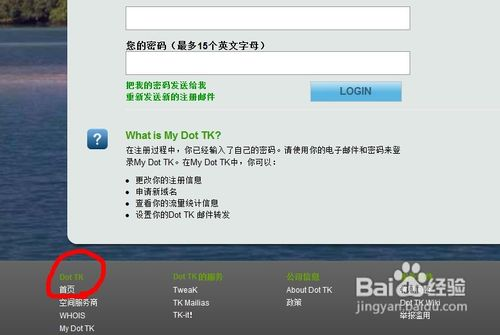 您的密码（最多15个英文字母）
把我的密码发送给我
重新发送新的注册邮件
LOGIN
?
What is My Dot TK?
在注册过程中，你已经输入了自己的密码。请使用你的电子邮件和密码来登
录My Dot TK。在My Dot TK中，你可以：
• 更改你的注册信息
• 申请新域名
• 查看你的流量统计信息
• 设置你的Dot TK 邮件转发
Dot TK
首页
空间服务商
WHOIS
My Dot TK
Dot TK 的服务
TweaK
TK Mailias
TK-it!
公司信息
About Dot TK
政策
Dot TK Wiki
举报滥用
Baidu经验
jingyan.baidu.com